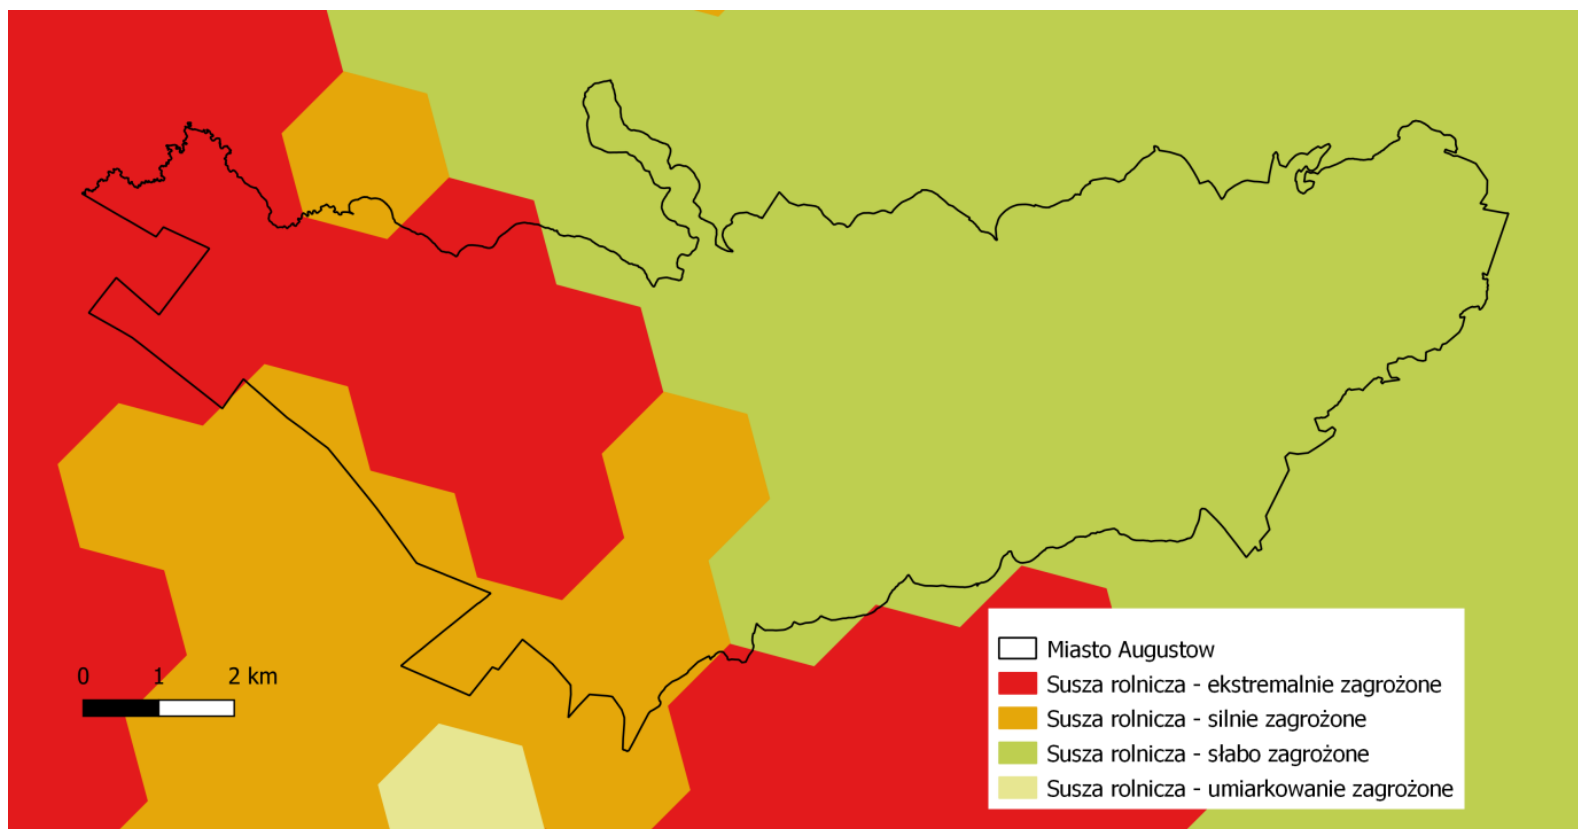 0 1 2 km
Miasto Augustow
Susza rolnicza - ekstremalnie zagrożone
Susza rolnicza - silnie zagrożone
Susza rolnicza - słabo zagrożone
Susza rolnicza - umiarkowanie zagrożone